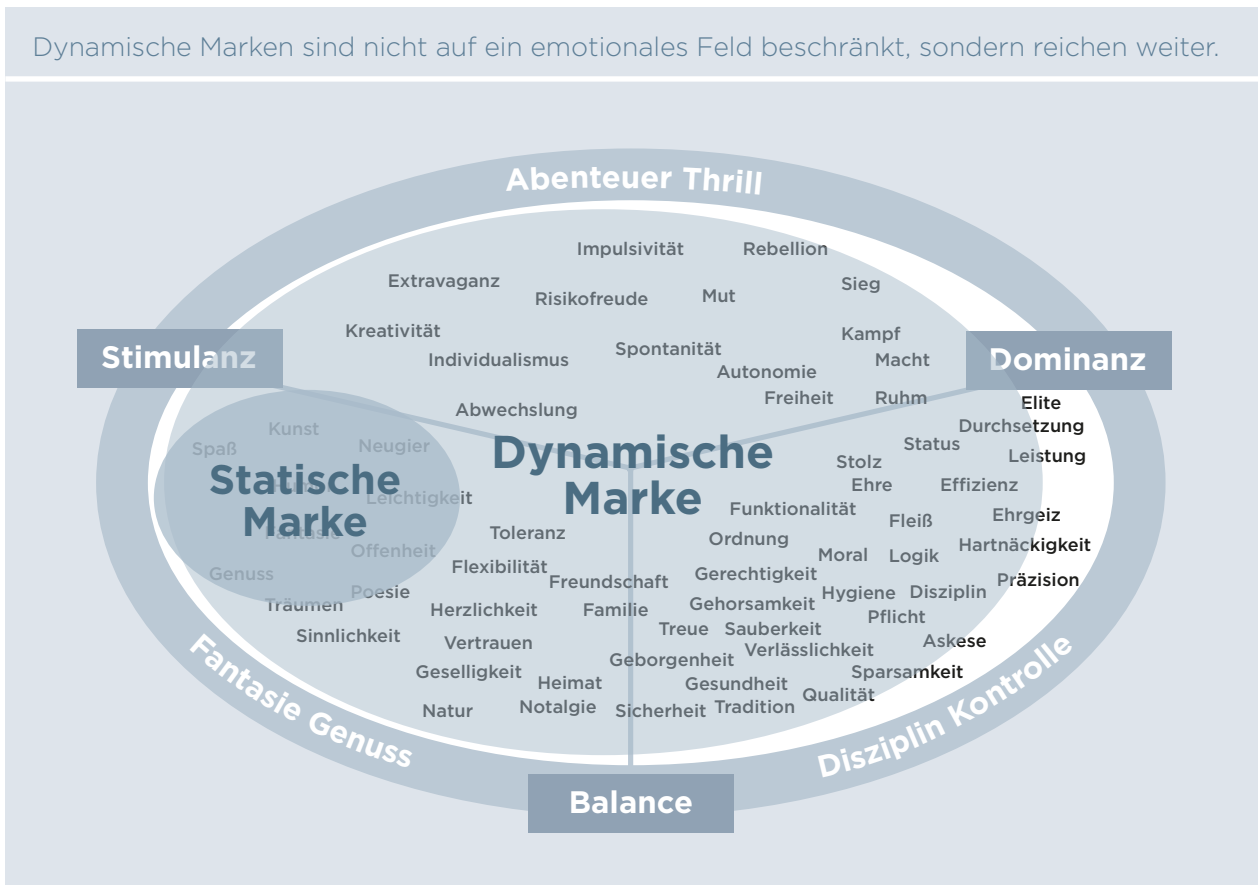 Dynamische Marken sind nicht auf ein emotionales Feld beschränkt, sondern reichen weiter.
Abenteuer Thrill
Impulsivität
Rebellion
Extravaganz
Risikofreude
Mut
Sieg
Kreativität
Kampf
Stimulanz
Individualismus
Spontanität
Macht
Dominanz
Autonomie
Freiheit
Ruhm
Elite
Abwechslung
Durchsetzung
Kunst
Spaß
Neugier
Status
Leistung
Dynamische
Marke
Stolz
Statische
Marke
Leichtigkeit
Ehre
Effizienz
Funktionalität
Fleiß
Ehrgeiz
Fantasie
Toleranz
Ordnung
Hartnäckigkeit
Offenheit
Moral
Logik
Genuss
Flexibilität
Freundschaft
Gerechtigkeit
Präzision
Poesie
Hygiene
Disziplin
Träumen
Herzlichkeit
Familie
Gehorsamkeit
Pflicht
Sinnlichkeit
Vertrauen
Treue
Sauberkeit
Askese
Verlässlichkeit
Geborgenheit
Geselligkeit
Sparsamkeit
Heimat
Gesundheit
Qualität
Natur
Notalgie
Sicherheit
Tradition
Fantasie Genuss
Disziplin Kontrolle
Balance